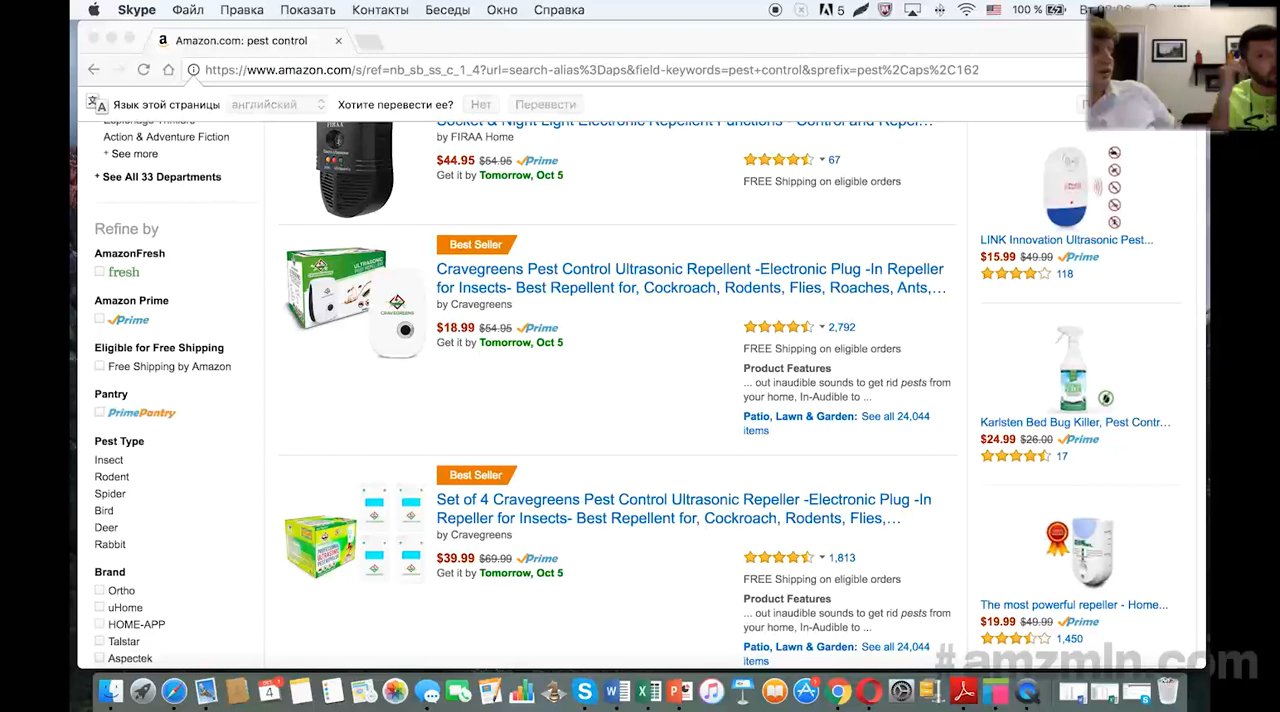 Skype Файл Правка Показать Контакты Беседы Окно Справка
5 100 %
Amazon.com: pest control
https://www.amazon.com/s/ref=nb_sb_ss_c_1_4?url=search-alias%3Daps&field-keywords=pest+control&sprefix=pest%2Caps%2C162
Язык этой страницы английский Хотите перевести ее? Нет Перевести
Action & Adventure Fiction
See more
See All 33 Departments
Refine by
AmazonFresh
fresh
Amazon Prime
Prime
Eligible for Free Shipping
Free Shipping by Amazon
Pantry
PrimePantry
Pest Type
Insect
Rodent
Spider
Bird
Deer
Rabbit
Brand
Ortho
uHome
HOME-APP
Talstar
Aspectek
Socket & Night Light Electronic Repellent Functions - Control and Repel…
by FIRAA Home
$44.95 $54.95 Prime
Get it by Tomorrow, Oct 5
67
FREE Shipping on eligible orders
Best Seller
Cravegreens Pest Control Ultrasonic Repellent -Electronic Plug -In Repeller
for Insects- Best Repellent for, Cockroach, Rodents, Flies, Roaches, Ants,…
by Cravegreens
$18.99 $54.95 Prime
Get it by Tomorrow, Oct 5
2,792
FREE Shipping on eligible orders
Product Features
... out inaudible sounds to get rid pests from
your home, In-Audible to ...
Patio, Lawn & Garden: See all 24,044
items
Best Seller
Set of 4 Cravegreens Pest Control Ultrasonic Repeller -Electronic Plug -In
Repeller for Insects- Best Repellent for, Cockroach, Rodents, Flies,…
by Cravegreens
$39.99 $69.99 Prime
Get it by Tomorrow, Oct 5
1,813
FREE Shipping on eligible orders
Product Features
... out inaudible sounds to get rid pests from
your home, In-Audible to ...
Patio, Lawn & Garden: See all 24,044
items
LINK Innovation Ultrasonic Pest...
$15.99 $49.99 Prime
118
Karlsten Bed Bug Killer, Pest Contr...
$24.99 $26.00 Prime
17
The most powerful repeller - Home...
$19.99 $49.99 Prime
1,450
#amzmln.com